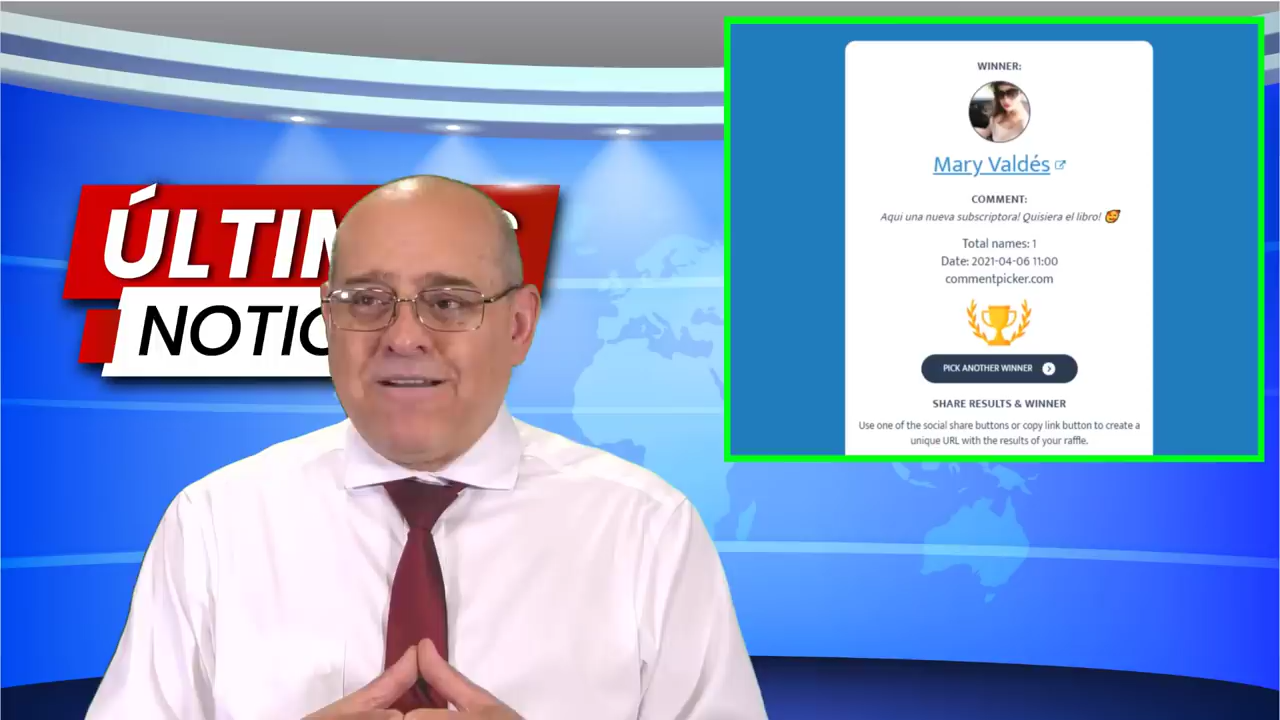 ÚLTIM
NOTIC
WINNER:
Mary Valdés
COMMENT:
Aqui una nueva subscriptora! Quisiera el libro! 🥰
Total names: 1
Date: 2021-04-06 11:00
commentpicker.com
PICK ANOTHER WINNER
SHARE RESULTS & WINNER
Use one of the social share buttons or copy link button to create a
unique URL with the results of your raffle.